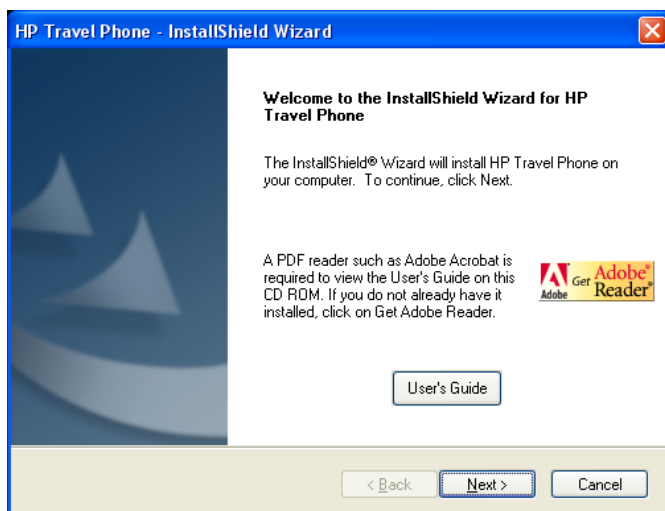 HP Travel Phone - InstallShield Wizard
Welcome to the InstallShield Wizard for HP
Travel Phone
The InstallShield® Wizard will install HP Travel Phone on
your computer. To continue, click Next.
A PDF reader such as Adobe Acrobat is
required to view the User's Guide on this
CD ROM. If you do not already have it
installed, click on Get Adobe Reader.
Adobe
Get Adobe®
Reader®
User's Guide
< Back
Next >
Cancel